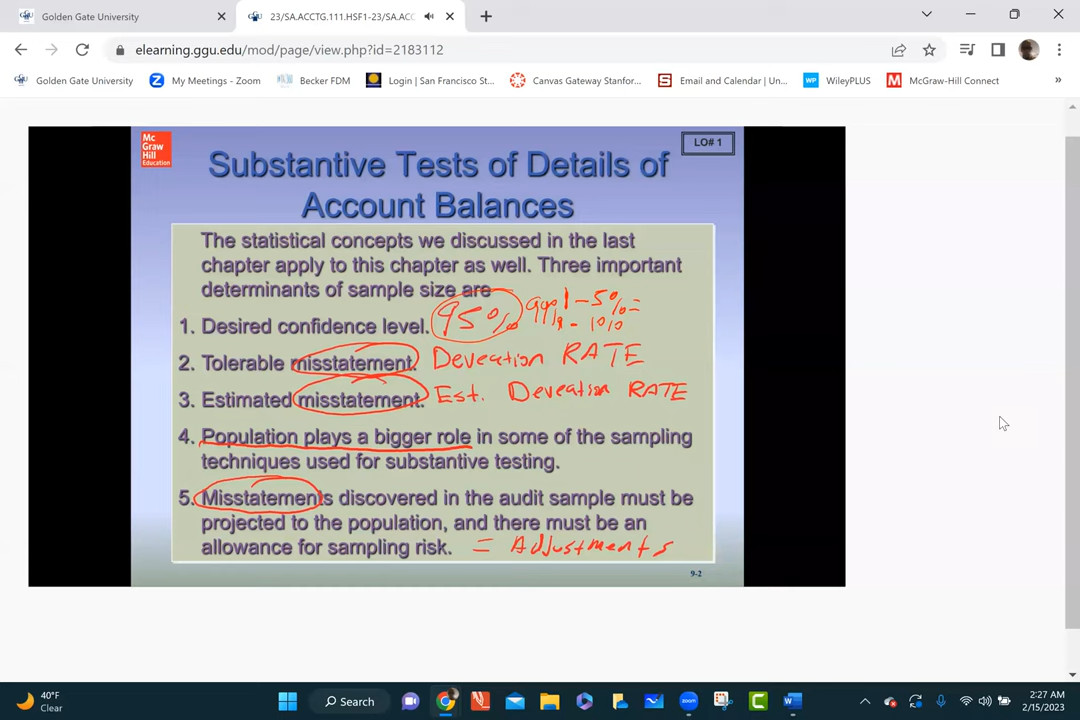 Golden Gate University
23/SA.ACCTG.111.HSF1-23/SA.ACC
elearning.ggu.edu/mod/page/view.php?id=2183112
Golden Gate University
My Meetings - Zoom
Becker FDM
Login | San Francisco St...
Canvas Gateway Stanfor...
Email and Calendar | Un...
WP WileyPLUS
M McGraw-Hill Connect
Mc
Graw
Hill
Education
LO# 1
Substantive Tests of Details of
Account Balances
The statistical concepts we discussed in the last
chapter apply to this chapter as well. Three important
determinants of sample size are
1. Desired confidence level. 95% 99% - 5% =
- 10%
2. Tolerable misstatement. Deveation RATE
3. Estimated misstatement. Est. Deveation RATE
4. Population plays a bigger role in some of the sampling
techniques used for substantive testing.
5. Misstatements discovered in the audit sample must be
projected to the population, and there must be an
allowance for sampling risk. = Adjustments
9-2
40°F
Clear
Search
2:27 AM
2/15/2023